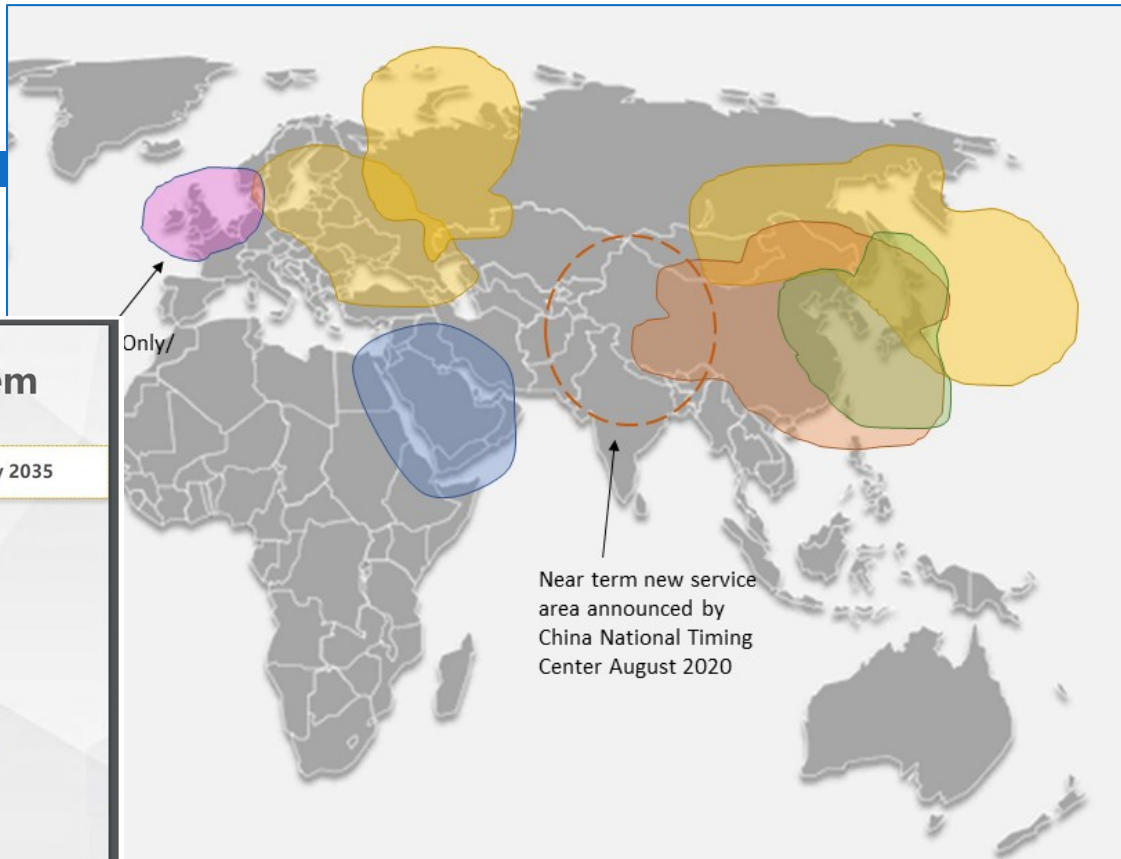 Only/
em
y 2035
Near term new service
area announced by
China National Timing
Center August 2020